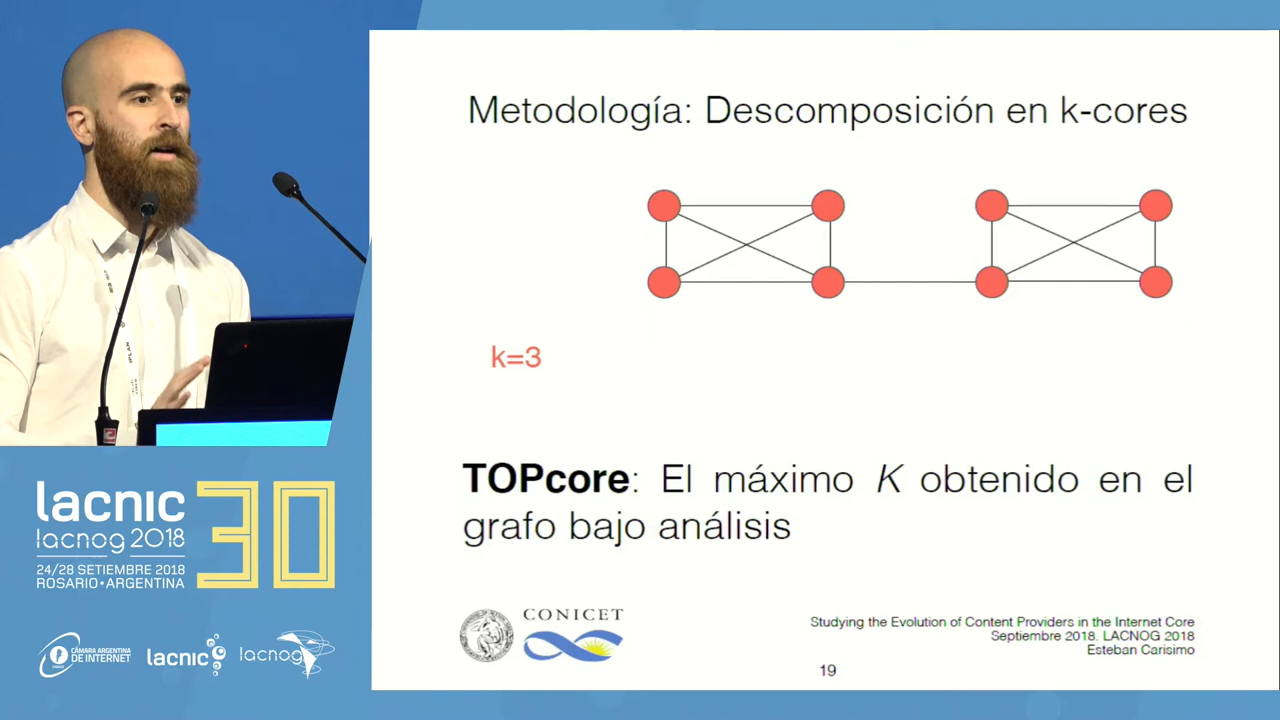 Metodología: Descomposición en k-cores
k=3
TOPcore: El máximo K obtenido en el
grafo bajo análisis
CONICET
Studying the Evolution of Content Providers in the Internet Core
Septiembre 2018. LACNOG 2018
Esteban Carisimo
19
lacnic 30
lacnog 2018
24/28 SETIEMBRE 2018
ROSARIO•ARGENTINA
CÁMARA ARGENTINA
DE INTERNET
lacnic
lacnog
IPLAN